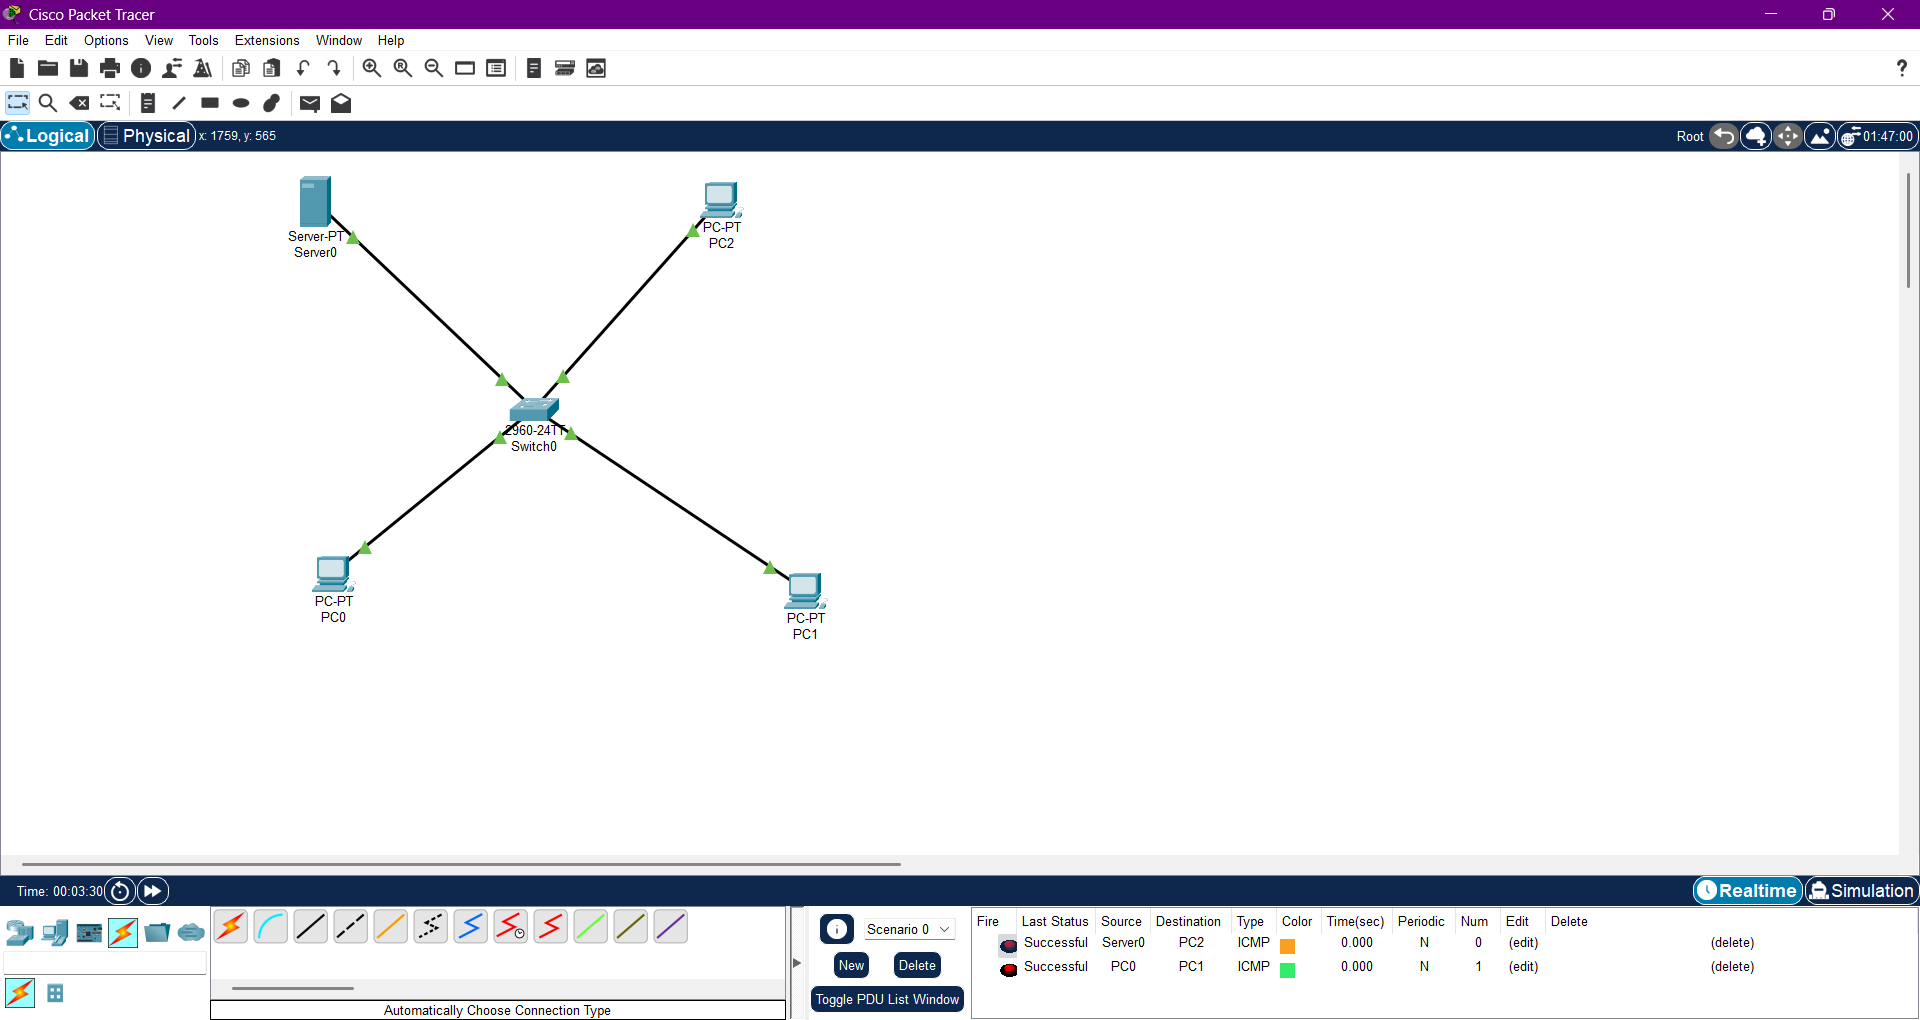 Cisco Packet Tracer
File Edit Options View Tools Extensions Window Help
Logical Physical x: 1759, y: 565 Root 01:47:00
Server-PT
Server0
PC-PT
PC2
2960-24TT
Switch0
PC-PT
PC0
PC-PT
PC1
Time: 00:03:30 Realtime Simulation
Scenario 0
New Delete
Toggle PDU List Window
Automatically Choose Connection Type
Fire Last Status Source Destination Type Color Time(sec) Periodic Num Edit Delete
Successful Server0 PC2 ICMP 0.000 N 0 (edit) (delete)
Successful PC0 PC1 ICMP 0.000 N 1 (edit) (delete)